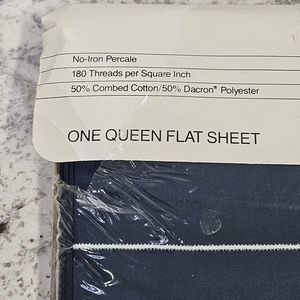 No-Iron Percale
180 Threads per Square Inch
50% Combed Cotton/50% Dacron® Polyester
ONE QUEEN FLAT SHEET